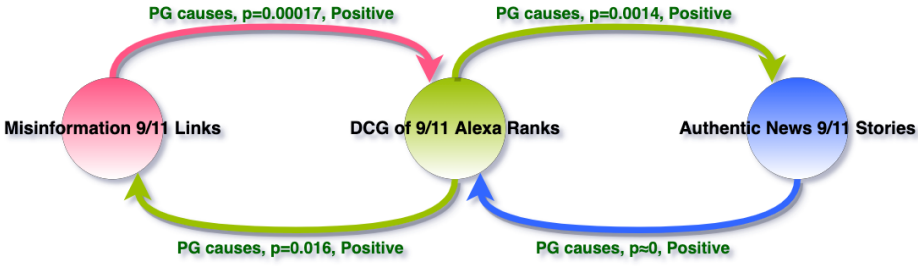 PG causes, p=0.00017, Positive
PG causes, p=0.0014, Positive
Misinformation 9/11 Links
DCG of 9/11 Alexa Ranks
Authentic News 9/11 Stories
PG causes, p=0.016, Positive
PG causes, p≈0, Positive